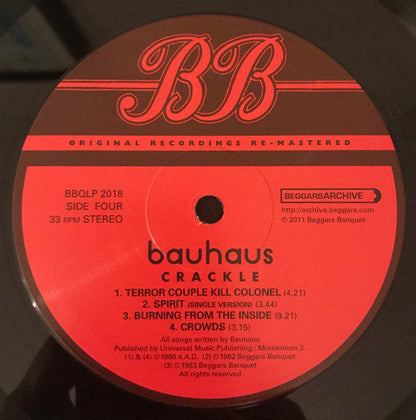 BB
ORIGINAL RECORDINGS RE-MASTERED
BBQLP 2018
SIDE FOUR
33 RPM STEREO
BEGGARSARCHIVE
http://archive.beggars.com
℗ 2011 Beggars Banquet
bauhaus
CRACKLE
1. TERROR COUPLE KILL COLONEL (4.21)
2. SPIRIT (SINGLE VERSION) (3.44)
3. BURNING FROM THE INSIDE (9.21)
4. CROWDS (3.15)
All songs written by Bauhaus
Published by Universal Music Publishing / Momentum 3.
(1) & (4) ℗1980 4.A.D. (2) ℗1982 Beggars Banquet
(3) ℗1983 Beggars Banquet
All rights reserved